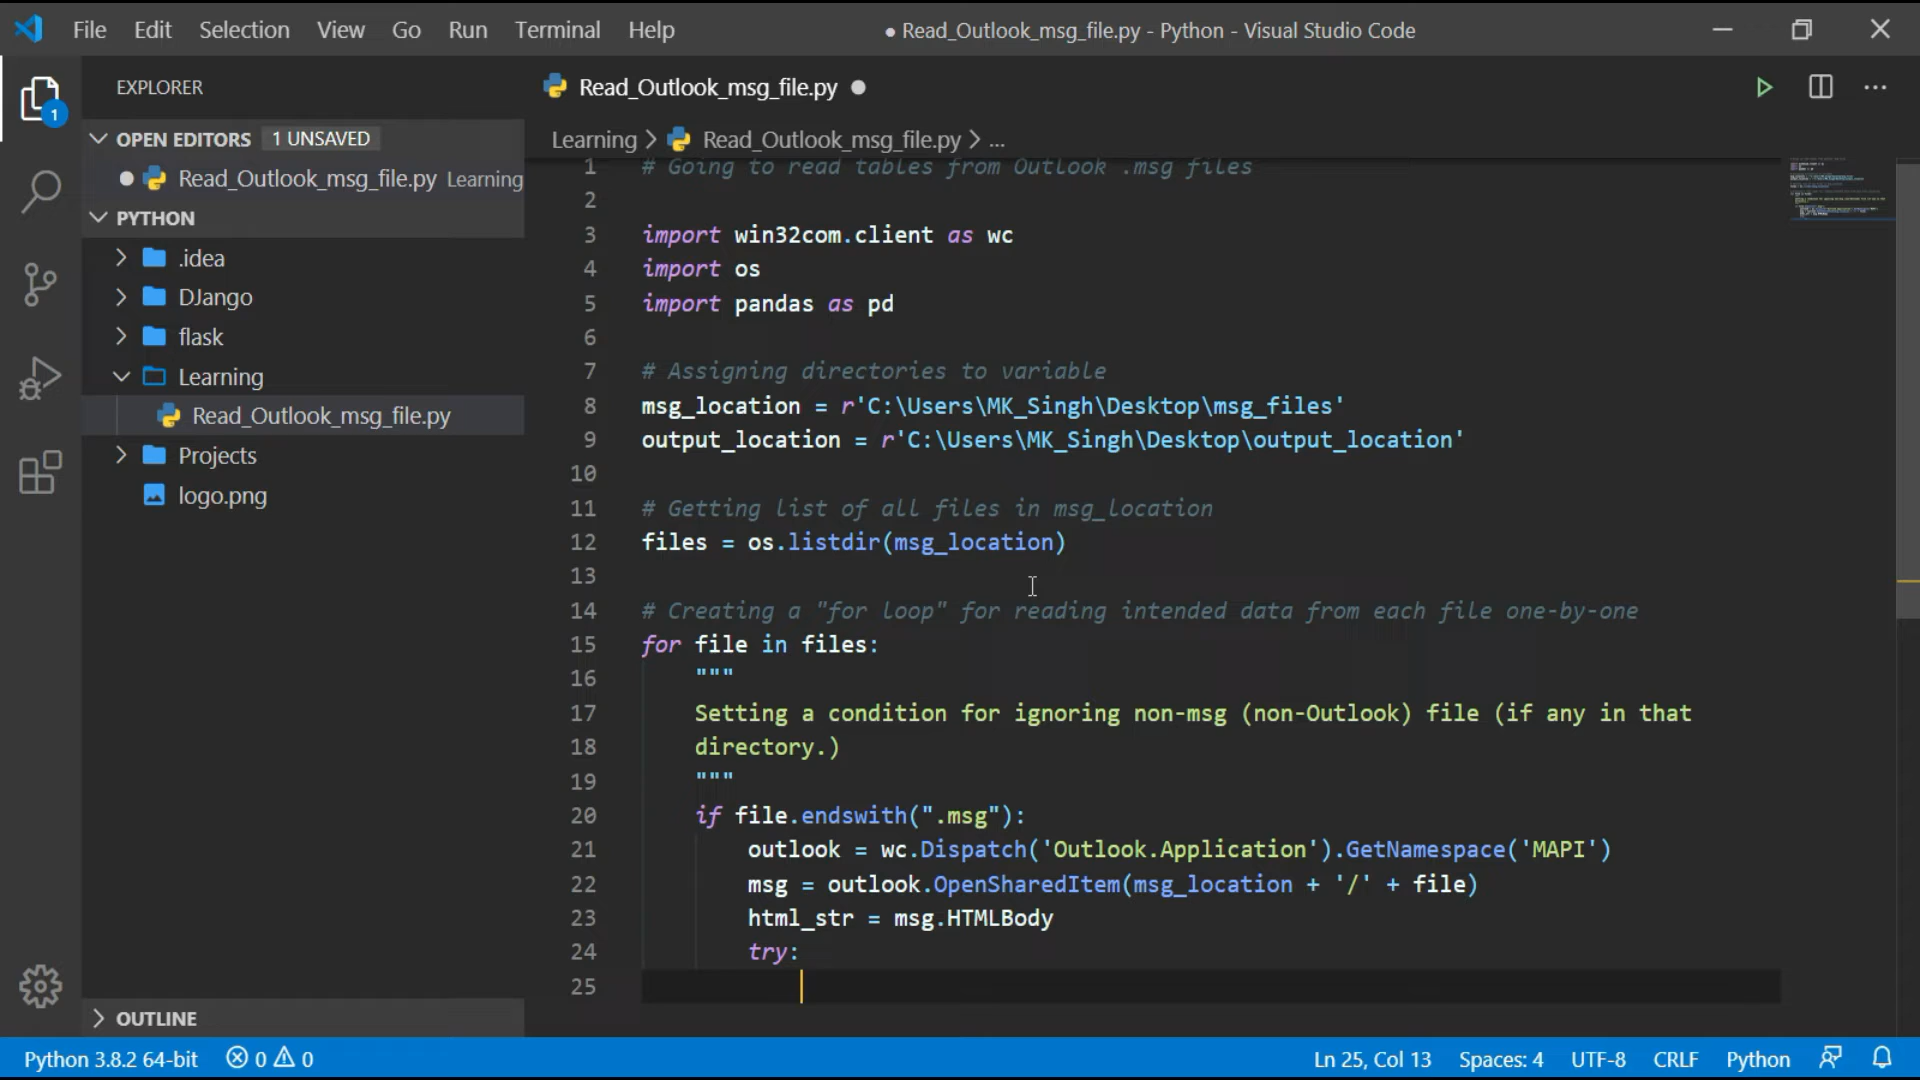 File Edit Selection View Go Run Terminal Help
● Read_Outlook_msg_file.py - Python - Visual Studio Code
EXPLORER
OPEN EDITORS 1 UNSAVED
Read_Outlook_msg_file.py Learning
PYTHON
.idea
DJango
flask
Learning
Read_Outlook_msg_file.py
Projects
logo.png
OUTLINE
1
Read_Outlook_msg_file.py
Learning > Read_Outlook_msg_file.py > ...
1 # Going to read tables from Outlook .msg files
2
3 import win32com.client as wc
4 import os
5 import pandas as pd
6
7 # Assigning directories to variable
8 msg_location = r'C:\Users\MK_Singh\Desktop\msg_files'
9 output_location = r'C:\Users\MK_Singh\Desktop\output_location'
10
11 # Getting list of all files in msg_location
12 files = os.listdir(msg_location)
13
14 # Creating a "for loop" for reading intended data from each file one-by-one
15 for file in files:
16     """
17     Setting a condition for ignoring non-msg (non-Outlook) file (if any in that
18     directory.)
19     """
20     if file.endswith(".msg"):
21         outlook = wc.Dispatch('Outlook.Application').GetNamespace('MAPI')
22         msg = outlook.OpenSharedItem(msg_location + '/' + file)
23         html_str = msg.HTMLBody
24         try:
25
Python 3.8.2 64-bit 0 0
Ln 25, Col 13 Spaces: 4 UTF-8 CRLF Python